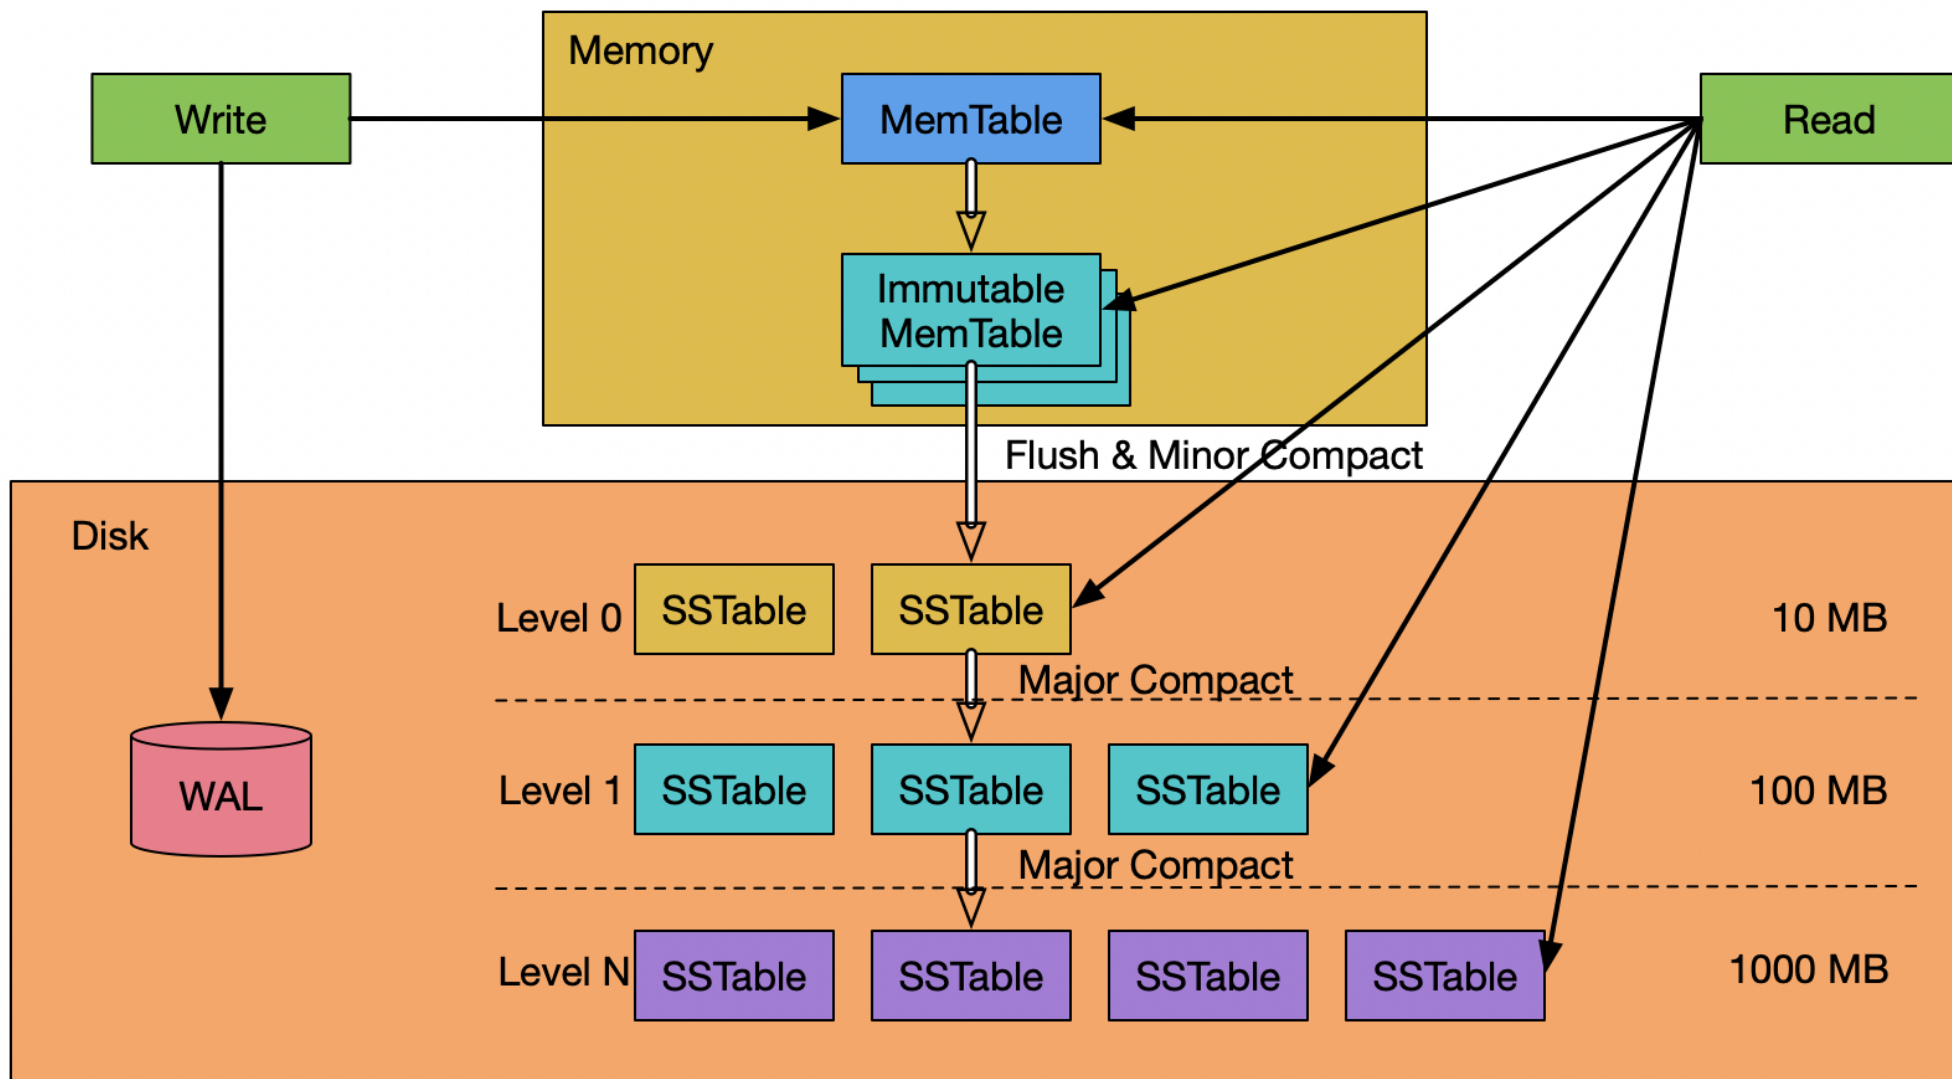 Memory
Write
MemTable
Read
Immutable
MemTable
Flush & Minor Compact
Disk
Level 0
SSTable
SSTable
10 MB
Major Compact
WAL
Level 1
SSTable
SSTable
SSTable
100 MB
Major Compact
Level N
SSTable
SSTable
SSTable
SSTable
1000 MB